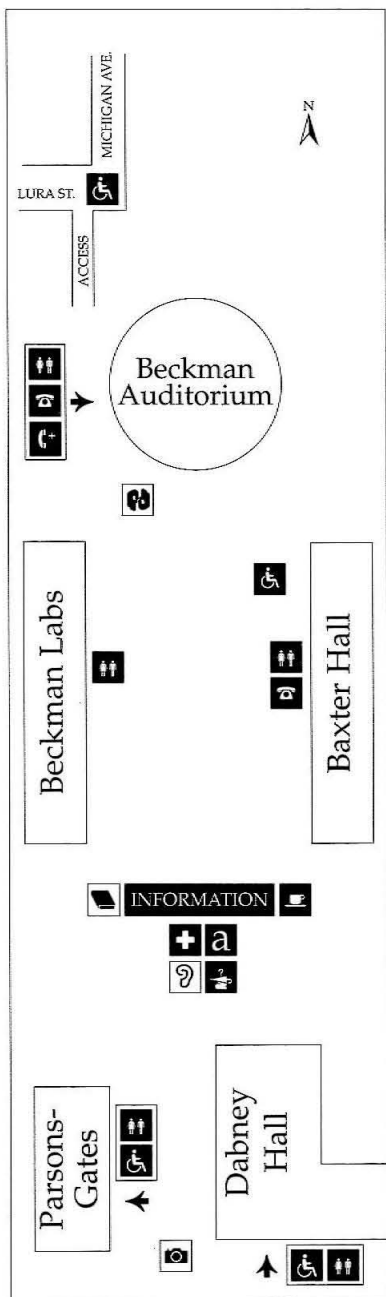 MICHIGAN AVE.
N
LURA ST.
ACCESS
Beckman
Auditorium
Beckman Labs
Baxter Hall
INFORMATION
a
?
Parsons-
Gates
Dabney
Hall